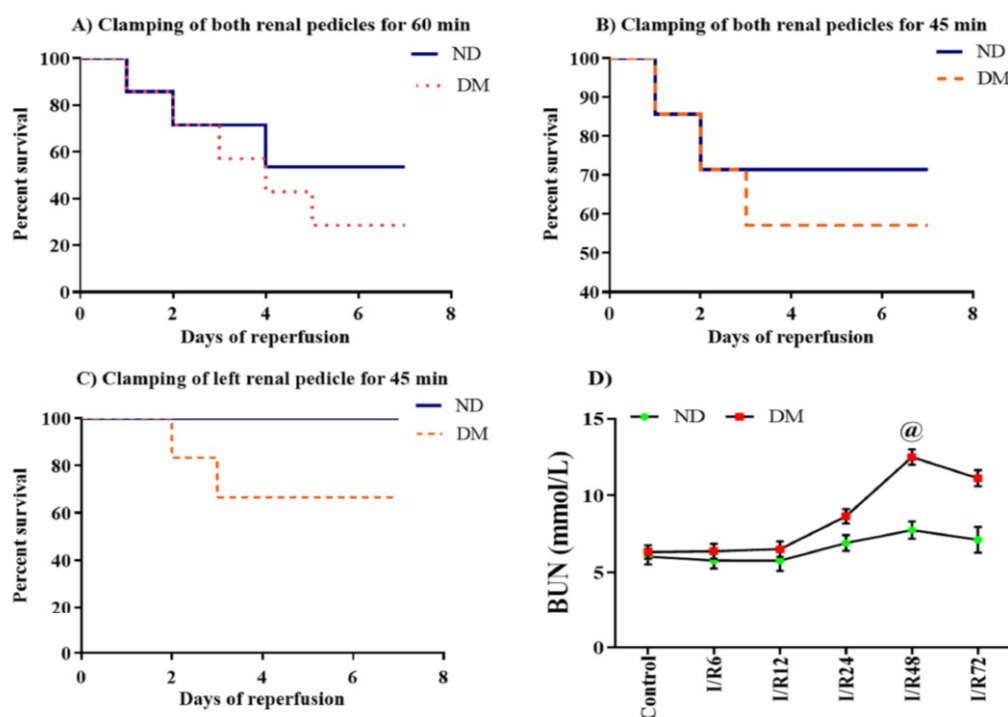 A) Clamping of both renal pedicles for 60 min
ND
DM
Percent survival
100
80
60
40
20
0
0 2 4 6 8
Days of reperfusion
B) Clamping of both renal pedicles for 45 min
ND
DM
Percent survival
100
90
80
70
60
50
40
0 2 4 6 8
Days of reperfusion
C) Clamping of left renal pedicle for 45 min
ND
DM
Percent survival
100
80
60
40
20
0
0 2 4 6 8
Days of reperfusion
D)
ND DM
@
BUN (mmol/L)
15
10
5
0
Control
I/R6
I/R12
I/R24
I/R48
I/R72